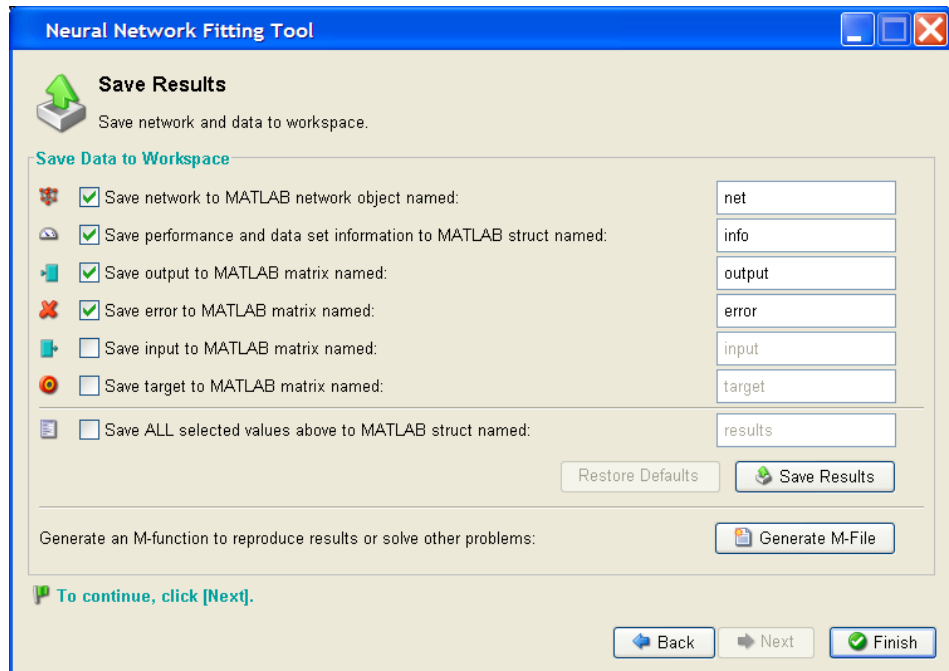 Neural Network Fitting Tool
Save Results
Save network and data to workspace.
Save Data to Workspace
Save network to MATLAB network object named: net
Save performance and data set information to MATLAB struct named: info
Save output to MATLAB matrix named: output
Save error to MATLAB matrix named: error
Save input to MATLAB matrix named: input
Save target to MATLAB matrix named: target
Save ALL selected values above to MATLAB struct named: results
Restore Defaults Save Results
Generate an M-function to reproduce results or solve other problems: Generate M-File
To continue, click [Next].
Back Next Finish